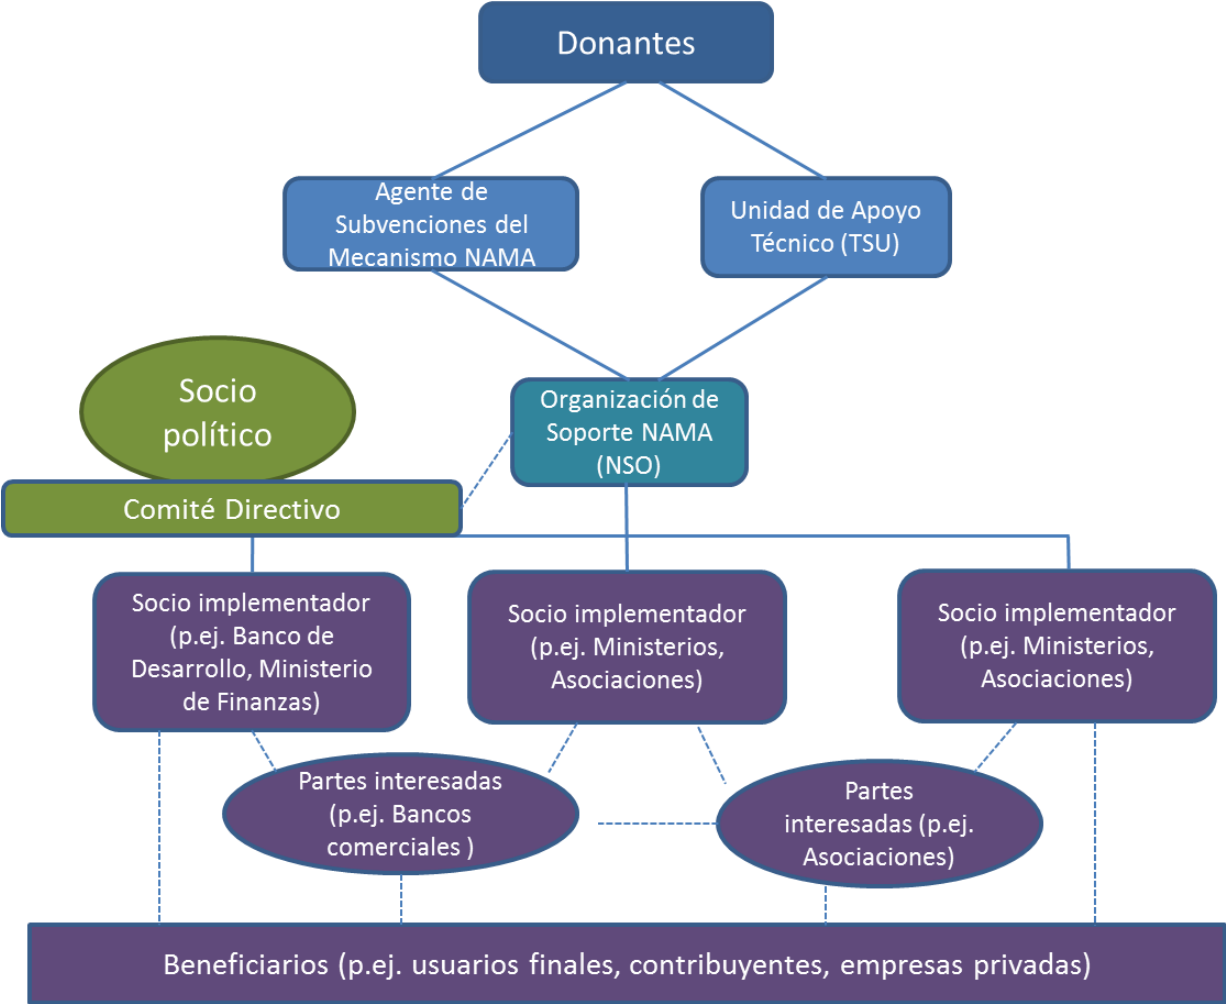 Donantes
Agente de
Subvenciones del
Mecanismo NAMA
Unidad de Apoyo
Técnico (TSU)
Socio
político
Organización de
Soporte NAMA
(NSO)
Comité Directivo
Socio implementador
(p.ej. Banco de
Desarrollo, Ministerio
de Finanzas)
Socio implementador
(p.ej. Ministerios,
Asociaciones)
Socio implementador
(p.ej. Ministerios,
Asociaciones)
Partes interesadas
(p.ej. Bancos
comerciales )
Partes
interesadas (p.ej.
Asociaciones)
Beneficiarios (p.ej. usuarios finales, contribuyentes, empresas privadas)